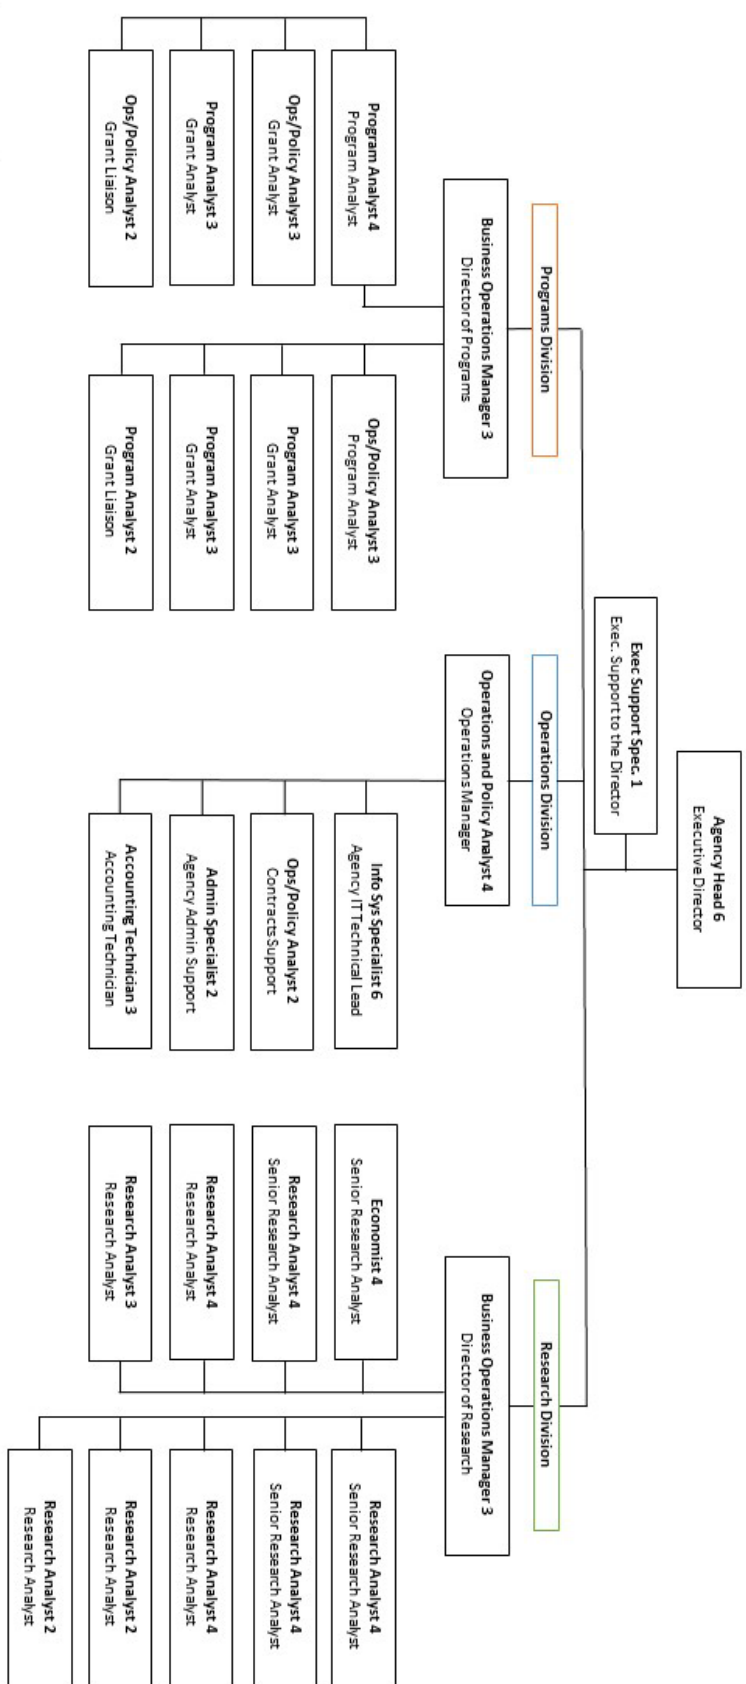 Agency Head 6
Executive Director
Exec Support Spec. 1
Exec. Support to the Director
Programs Division
Operations Division
Research Division
Business Operations Manager 3
Director of Programs
Operations and Policy Analyst 4
Operations Manager
Business Operations Manager 3
Director of Research
Program Analyst 4
Program Analyst
Ops/Policy Analyst 3
Grant Analyst
Program Analyst 3
Grant Analyst
Ops/Policy Analyst 2
Grant Liaison
Ops/Policy Analyst 3
Program Analyst
Program Analyst 3
Grant Analyst
Program Analyst 3
Grant Analyst
Program Analyst 2
Grant Liaison
Info Sys Specialist 6
Agency IT Technical Lead
Ops/Policy Analyst 2
Contracts Support
Admin Specialist 2
Agency Admin Support
Accounting Technician 3
Accounting Technician
Economist 4
Senior Research Analyst
Research Analyst 4
Senior Research Analyst
Research Analyst 4
Research Analyst
Research Analyst 3
Research Analyst
Research Analyst 4
Senior Research Analyst
Research Analyst 4
Senior Research Analyst
Research Analyst 4
Research Analyst
Research Analyst 2
Research Analyst
Research Analyst 2
Research Analyst